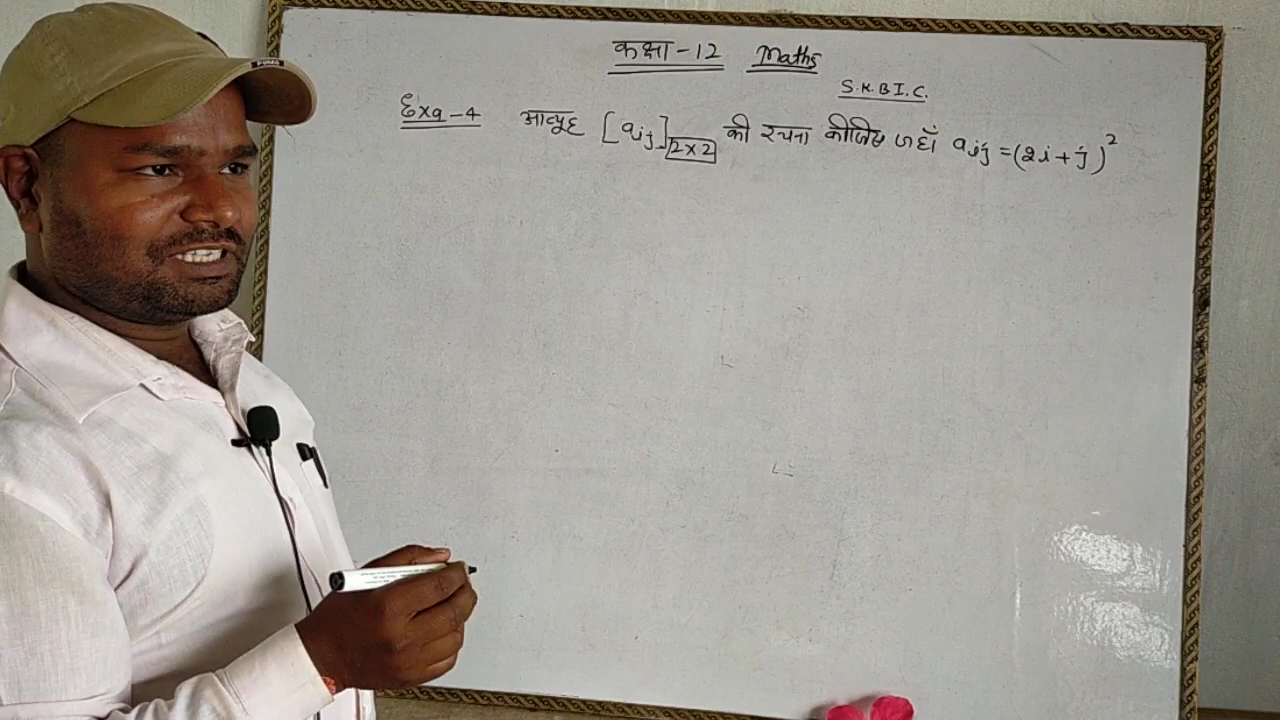 कक्षा - 12 Maths
S.K.B.I.C.
Exa - 4 आव्यूह [aij]2×2 की रचना कीजिए जहाँ aij = (2i + j)²
PUMA